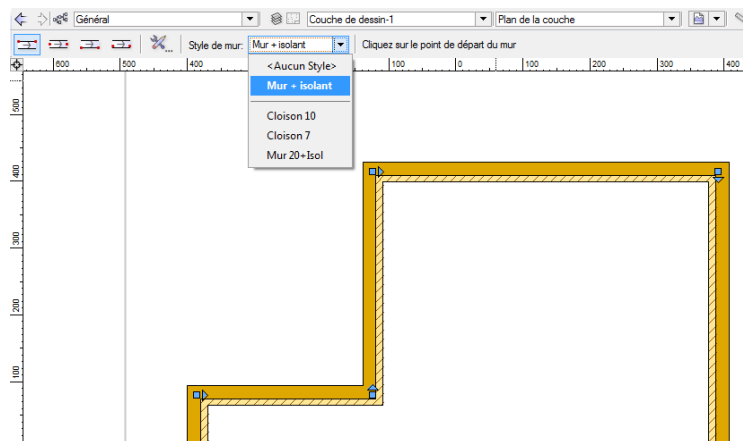 Général Couche de dessin-1 Plan de la couche
Style de mur: Mur + isolant Cliquez sur le point de départ du mur
600 500 400 100 0 100 200 300 400
<Aucun Style>
Mur + isolant
Cloison 10
Cloison 7
Mur 20+Isol
500
400
300
200
100